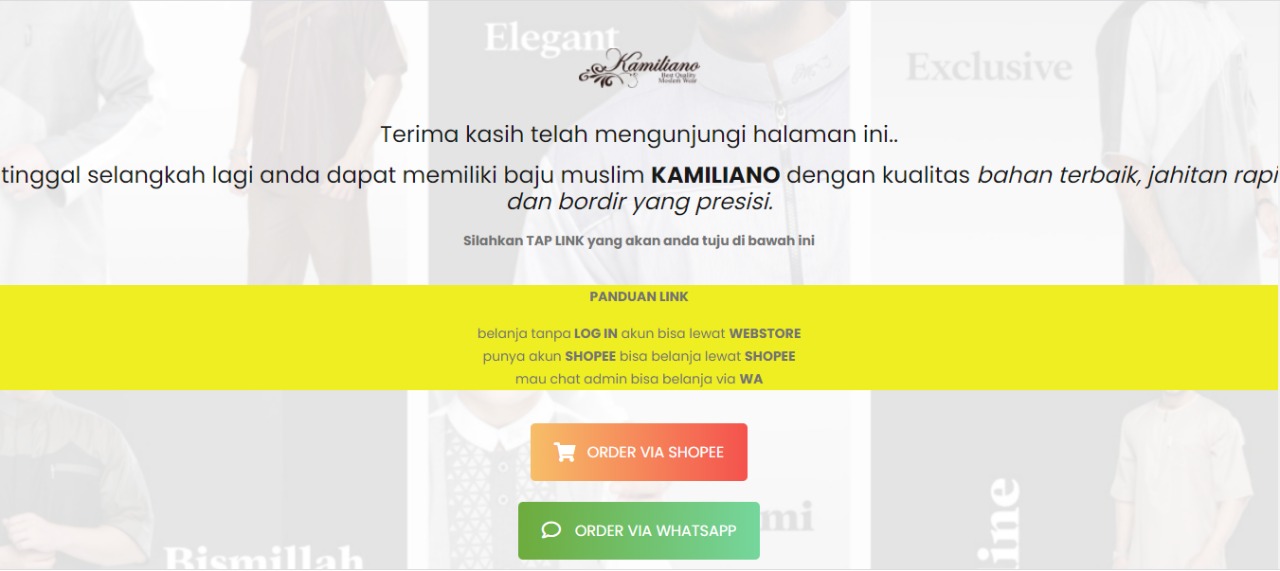 Elegant
Kamiliano
Best Quality
Moslem Wear
Exclusive
Terima kasih telah mengunjungi halaman ini..
tinggal selangkah lagi anda dapat memiliki baju muslim KAMILIANO dengan kualitas bahan terbaik, jahitan rapi
dan bordir yang presisi.
Silahkan TAP LINK yang akan anda tuju di bawah ini
PANDUAN LINK
belanja tanpa LOG IN akun bisa lewat WEBSTORE
punya akun SHOPEE bisa belanja lewat SHOPEE
mau chat admin bisa belanja via WA
ORDER VIA SHOPEE
ORDER VIA WHATSAPP
Bismillah